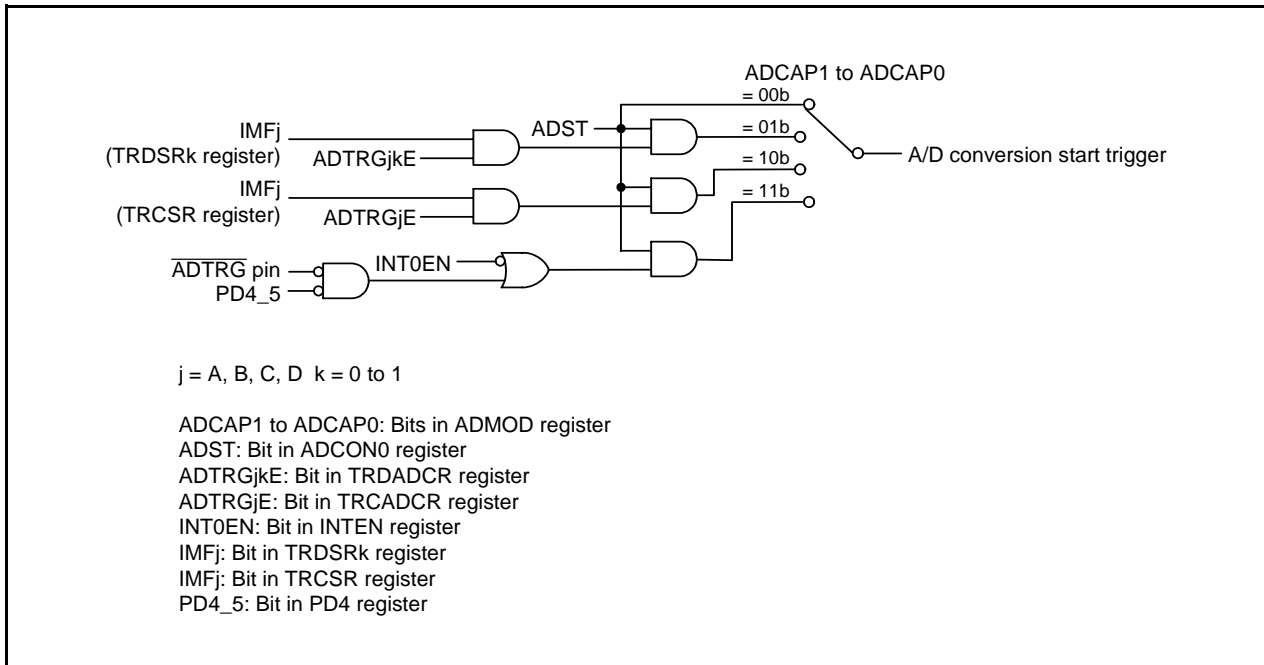 ADCAP1 to ADCAP0
= 00b
IMFj
(TRDSRk register)
ADTRGjkE
ADST
= 01b
A/D conversion start trigger
= 10b
IMFj
(TRCSR register)
ADTRGjE
= 11b
ADTRG pin
PD4_5
INT0EN
j = A, B, C, D k = 0 to 1
ADCAP1 to ADCAP0: Bits in ADMOD register
ADST: Bit in ADCON0 register
ADTRGjkE: Bit in TRDADCR register
ADTRGjE: Bit in TRCADCR register
INT0EN: Bit in INTEN register
IMFj: Bit in TRDSRk register
IMFj: Bit in TRCSR register
PD4_5: Bit in PD4 register